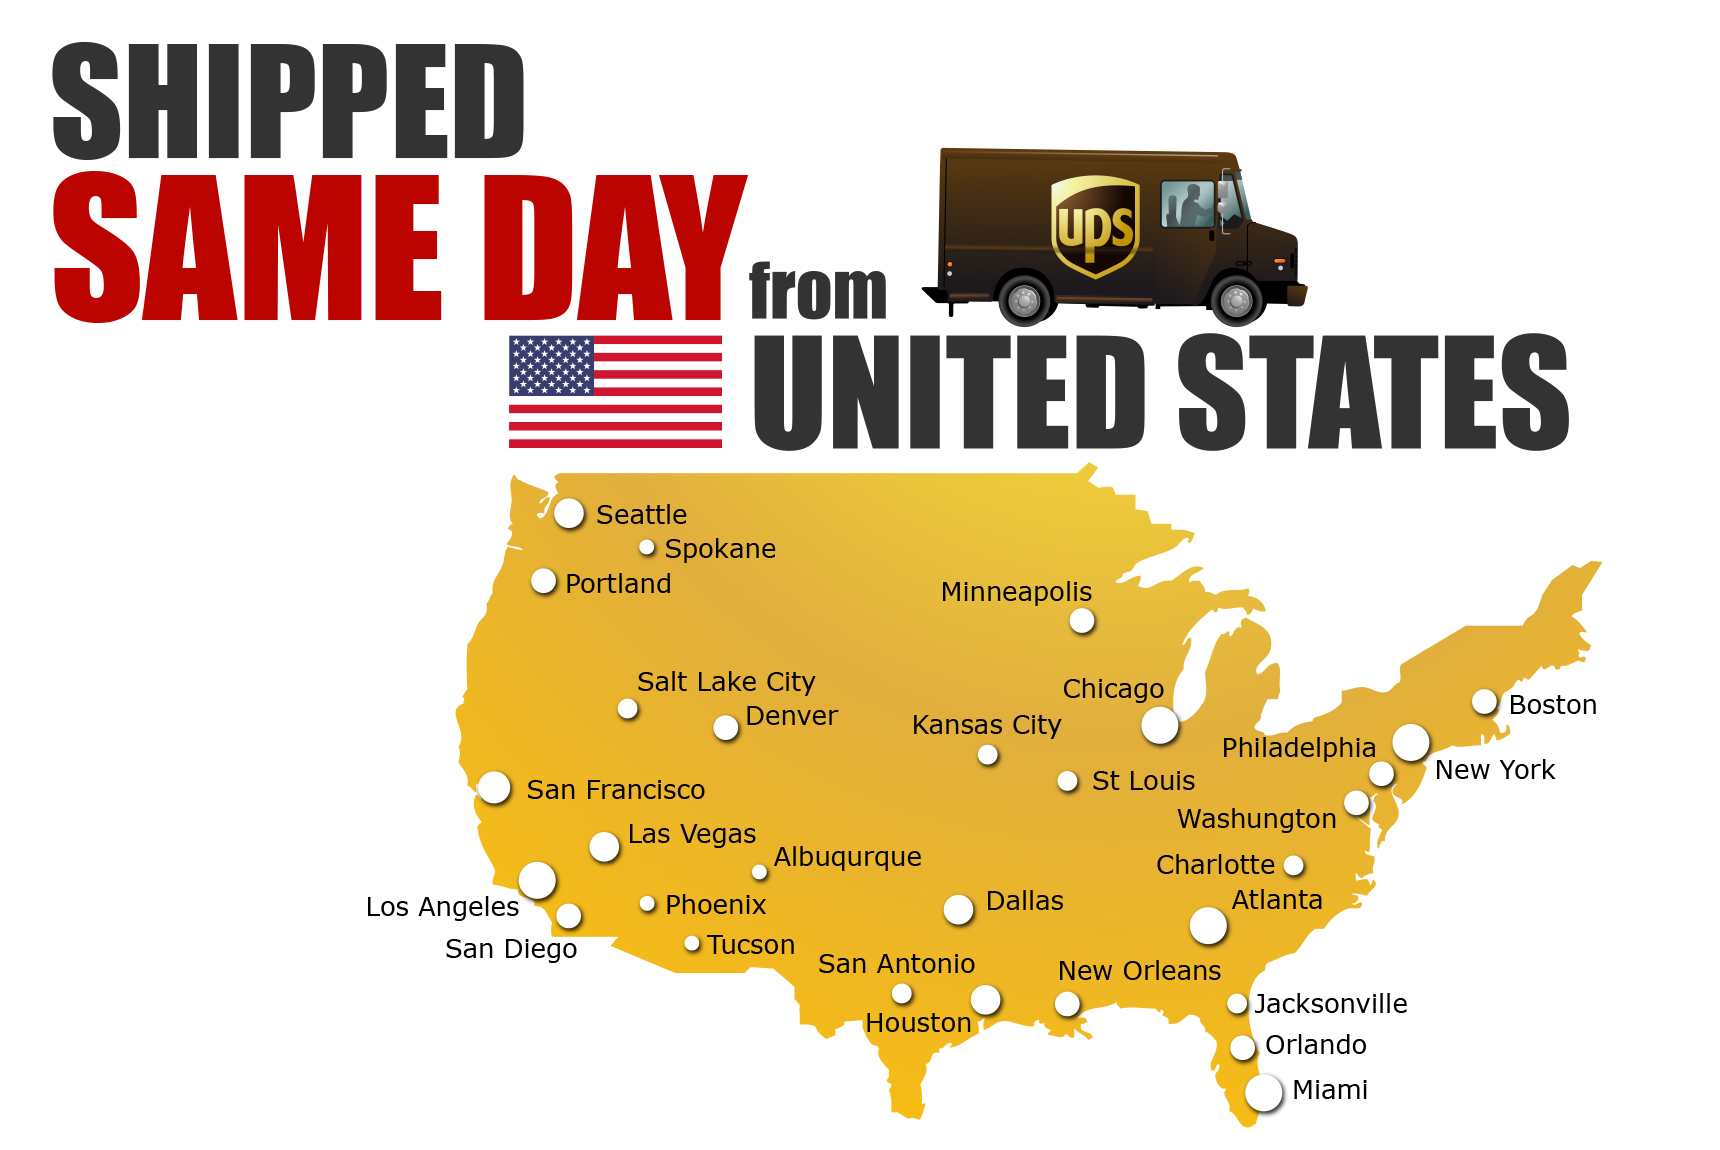 SHIPPED
SAME DAY from
ups
UNITED STATES
Seattle
Spokane
Portland
Minneapolis
Salt Lake City
Chicago
Denver
Boston
Kansas City
Philadelphia
New York
St Louis
San Francisco
Washungton
Las Vegas
Albuqurque
Charlotte
Los Angeles
Phoenix
Dallas
Atlanta
San Diego
Tucson
San Antonio
New Orleans
Jacksonville
Houston
Orlando
Miami